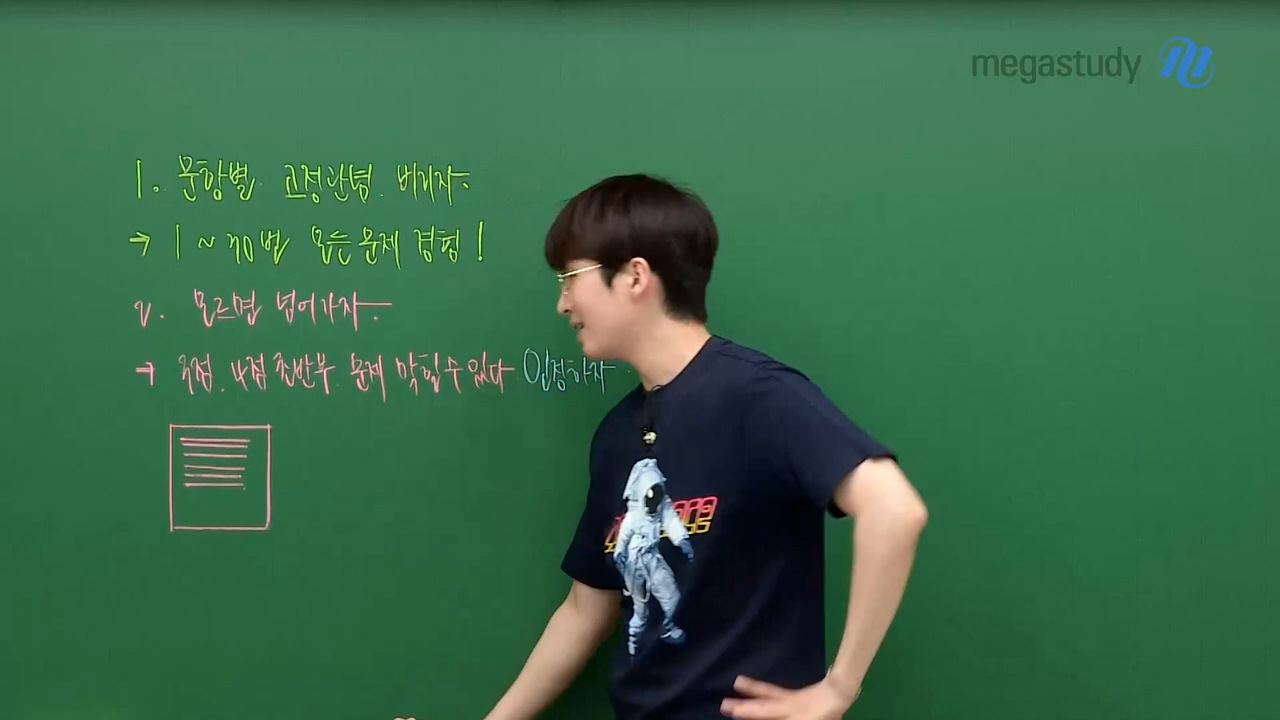 megastudy
1. 문항별 고정관념 버리자.
→ 1 ~ 30번 모든 문제 점검!
2. 모르면 넘어가자.
→ 3점, 4점 초반부 문제 막힐 수 있다 인정하자